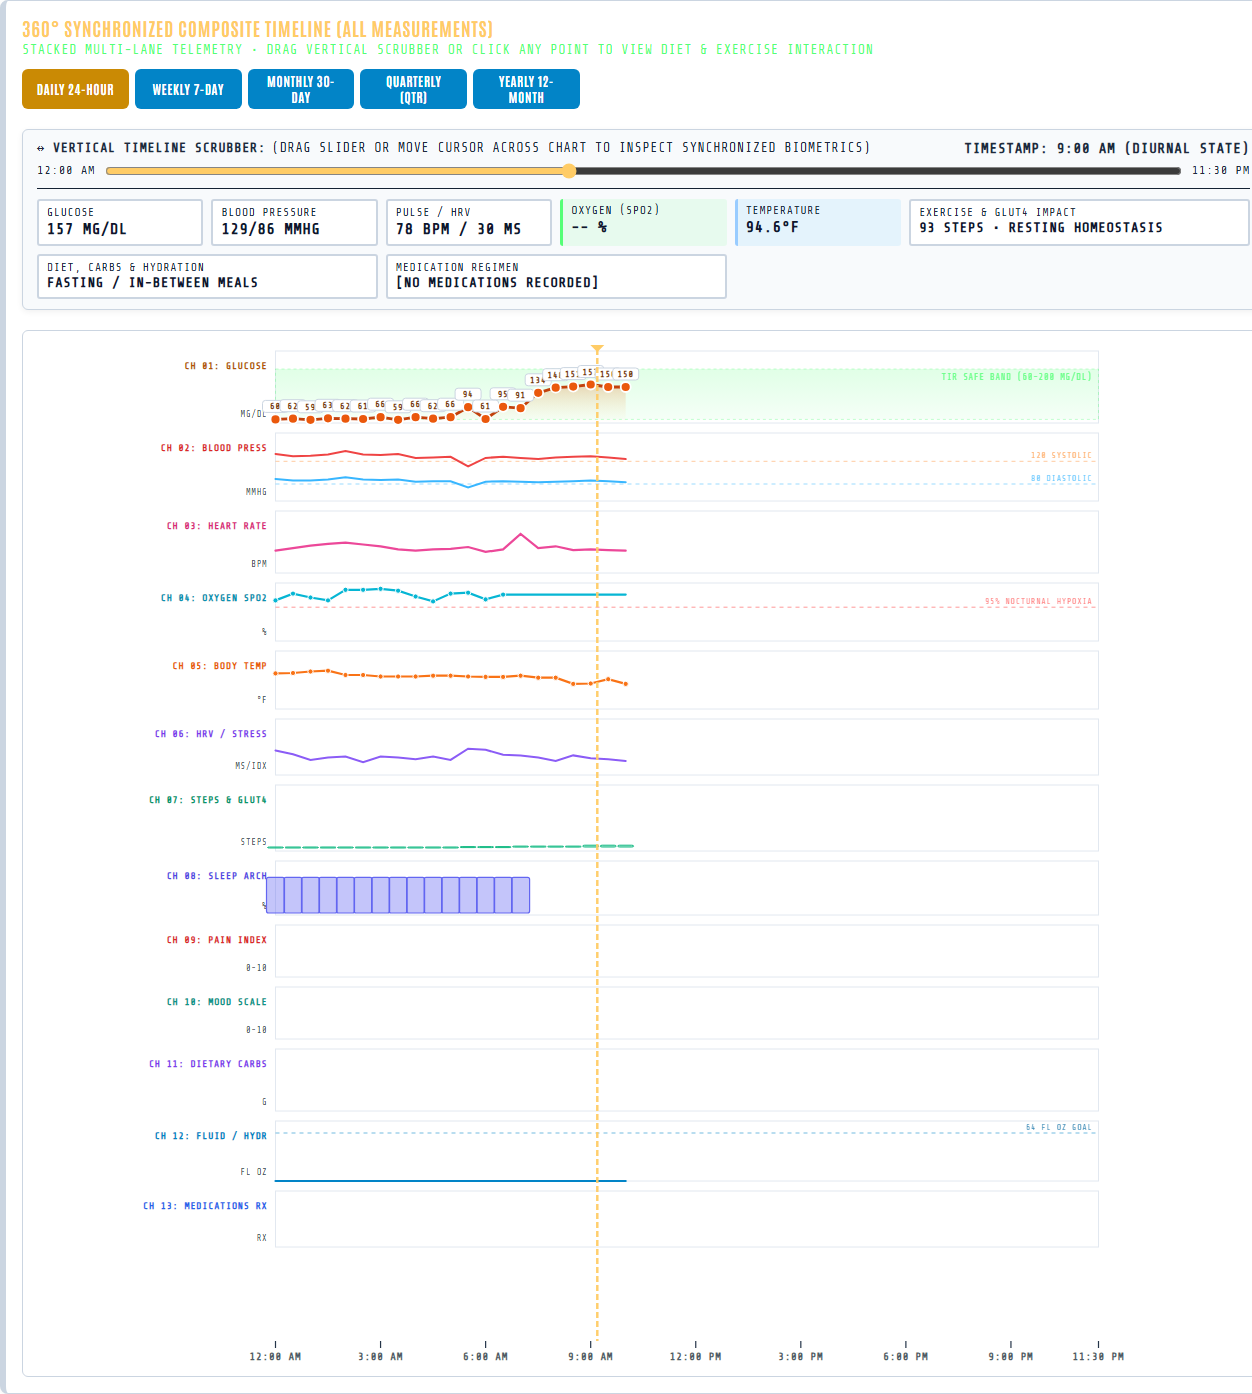 360° SYNCHRONIZED COMPOSITE TIMELINE (ALL MEASUREMENTS)
STACKED MULTI-LANE TELEMETRY • DRAG VERTICAL SCRUBBER OR CLICK ANY POINT TO VIEW DIET & EXERCISE INTERACTION
DAILY 24-HOUR
WEEKLY 7-DAY
MONTHLY 30-
DAY
QUARTERLY
(QTR)
YEARLY 12-
MONTH
↔ VERTICAL TIMELINE SCRUBBER: (DRAG SLIDER OR MOVE CURSOR ACROSS CHART TO INSPECT SYNCHRONIZED BIOMETRICS)
TIMESTAMP: 9:00 AM (DIURNAL STATE)
12:00 AM
11:30 PM
GLUCOSE
157 MG/DL
BLOOD PRESSURE
129/86 MMHG
PULSE / HRV
78 BPM / 30 MS
OXYGEN (SPO2)
-- %
TEMPERATURE
94.6°F
EXERCISE & GLUT4 IMPACT
93 STEPS • RESTING HOMEOSTASIS
DIET, CARBS & HYDRATION
FASTING / IN-BETWEEN MEALS
MEDICATION REGIMEN
[NO MEDICATIONS RECORDED]
CH 01: GLUCOSE
MG/DL
TIR SAFE BAND (60-200 MG/DL)
60 62 59 63 62 61 66 59 66 62 66 94 61 95 91 134 150
CH 02: BLOOD PRESS
MMHG
120 SYSTOLIC
80 DIASTOLIC
CH 03: HEART RATE
BPM
CH 04: OXYGEN SPO2
%
95% NOCTURNAL HYPOXIA
CH 05: BODY TEMP
°F
CH 06: HRV / STRESS
MS/IDX
CH 07: STEPS & GLUT4
STEPS
CH 08: SLEEP ARCH
%
CH 09: PAIN INDEX
0-10
CH 10: MOOD SCALE
0-10
CH 11: DIETARY CARBS
G
CH 12: FLUID / HYDR
FL OZ
64 FL OZ GOAL
CH 13: MEDICATIONS RX
RX
12:00 AM
3:00 AM
6:00 AM
9:00 AM
12:00 PM
3:00 PM
6:00 PM
9:00 PM
11:30 PM